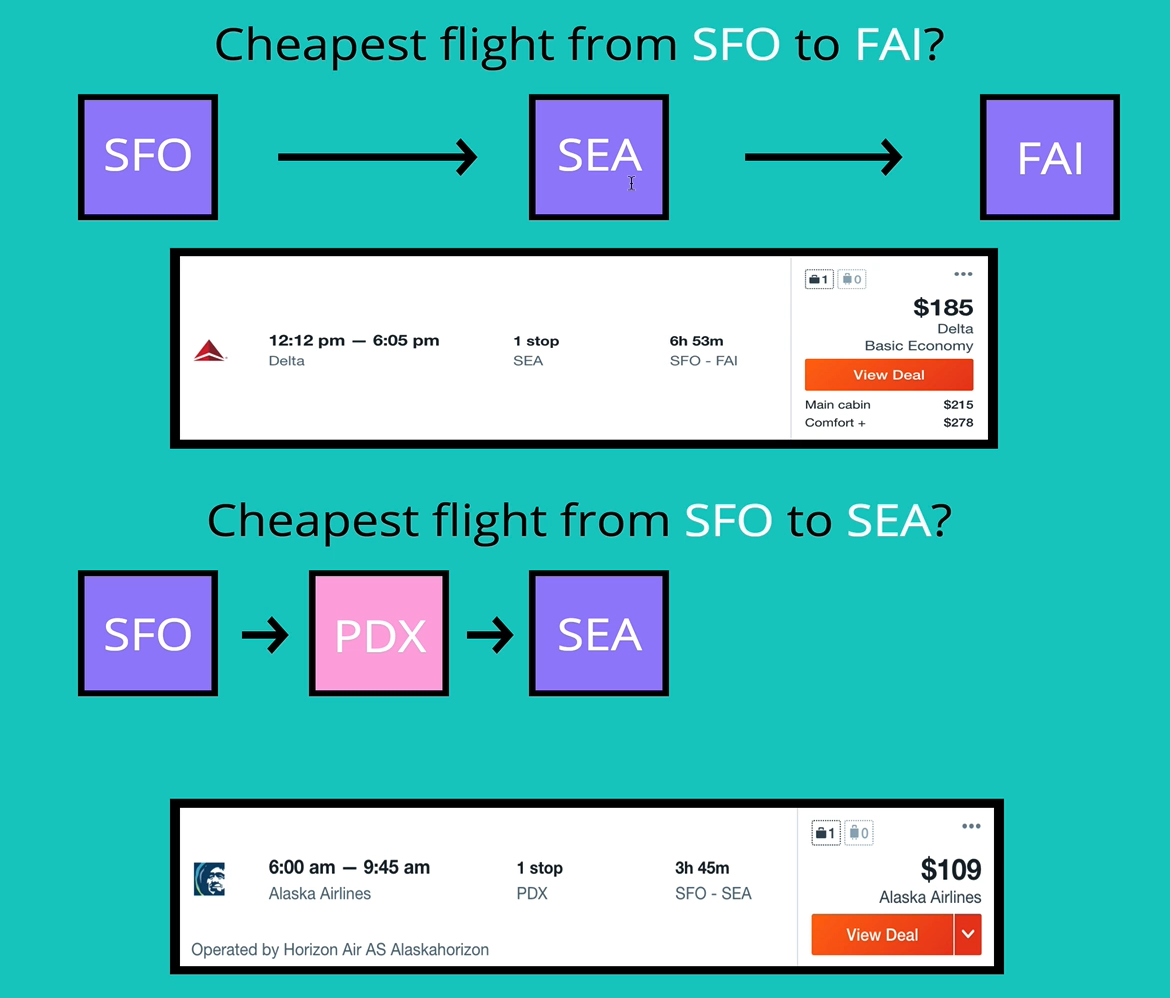 Cheapest flight from SFO to FAI?
SFO
SEA
FAI
1 0
$185
12:12 pm — 6:05 pm 1 stop 6h 53m
Delta SEA SFO - FAI
Delta
Basic Economy
View Deal
Main cabin $215
Comfort + $278
Cheapest flight from SFO to SEA?
SFO
PDX
SEA
1 0
6:00 am — 9:45 am 1 stop 3h 45m
Alaska Airlines PDX SFO - SEA
Operated by Horizon Air AS Alaskahorizon
$109
Alaska Airlines
View Deal